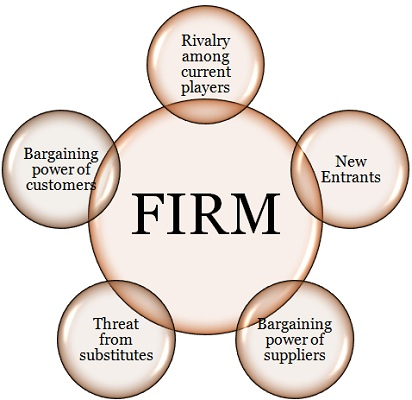 Rivalry
among
current
players
Bargaining
power of
customers
New
Entrants
FIRM
Threat
from
substitutes
Bargaining
power of
suppliers